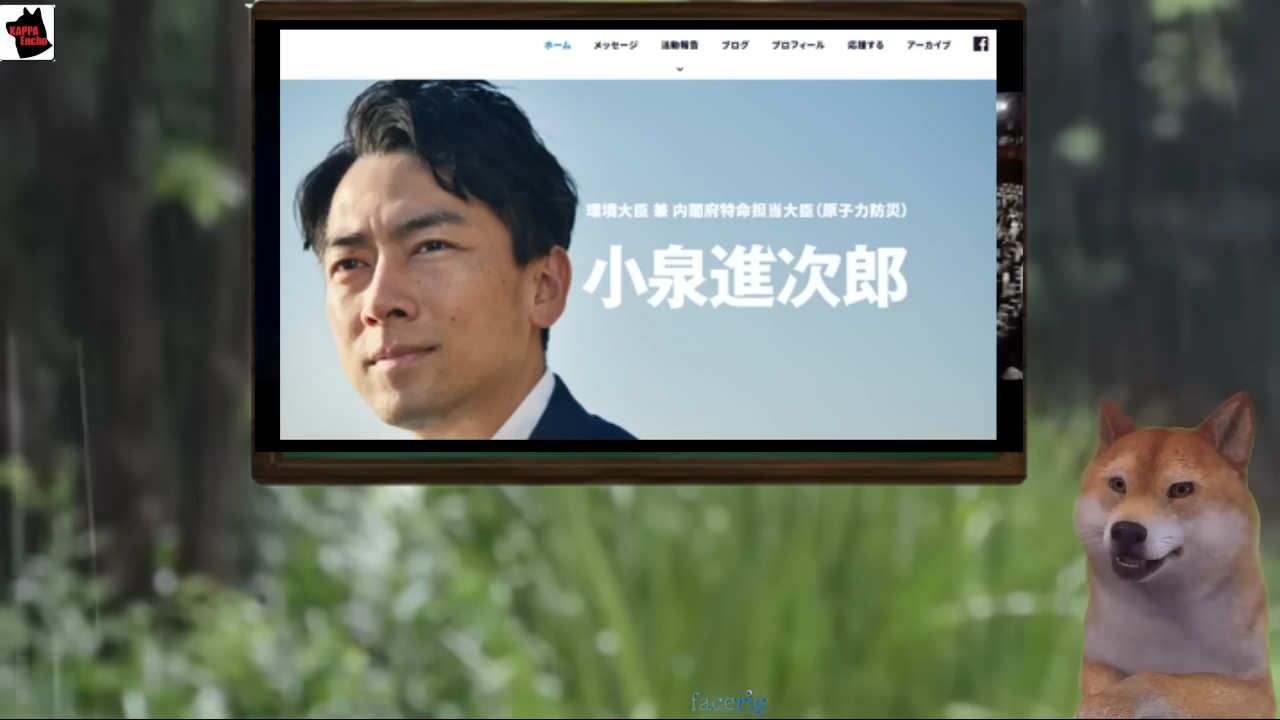 KAPPA
Encho
ホーム メッセージ 活動報告 ブログ プロフィール 応援する アーカイブ
環境大臣 兼 内閣府特命担当大臣(原子力防災)
小泉進次郎
facerig